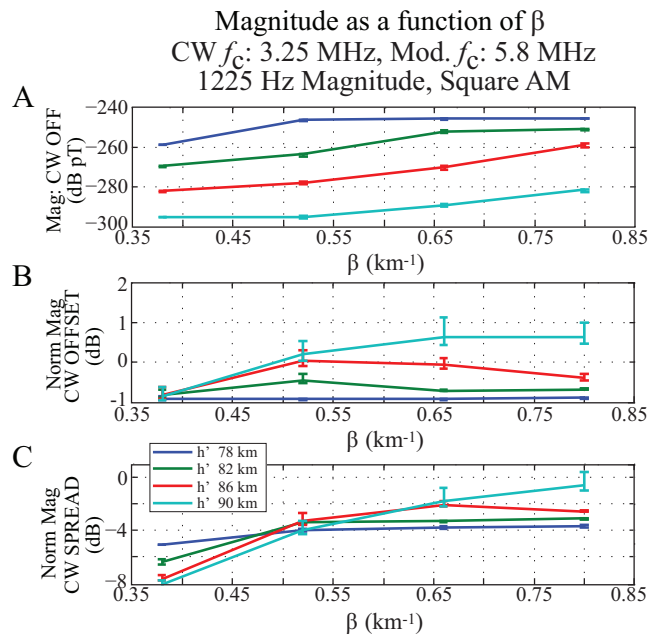 Magnitude as a function of β
CW fc: 3.25 MHz, Mod. fc: 5.8 MHz
1225 Hz Magnitude, Square AM
A
Mag. CW OFF
(dB pT)
−240
−260
−280
−300
0.35 0.45 0.55 0.65 0.75 0.85
β (km-1)
B
Norm Mag
CW OFFSET
(dB)
2
1
0
-1
0.35 0.45 0.55 0.65 0.75 0.85
β (km-1)
C
Norm Mag
CW SPREAD
(dB)
h’ 78 km
h’ 82 km
h’ 86 km
h’ 90 km
0
−4
−8
0.35 0.45 0.55 0.65 0.75 0.85
β (km-1)